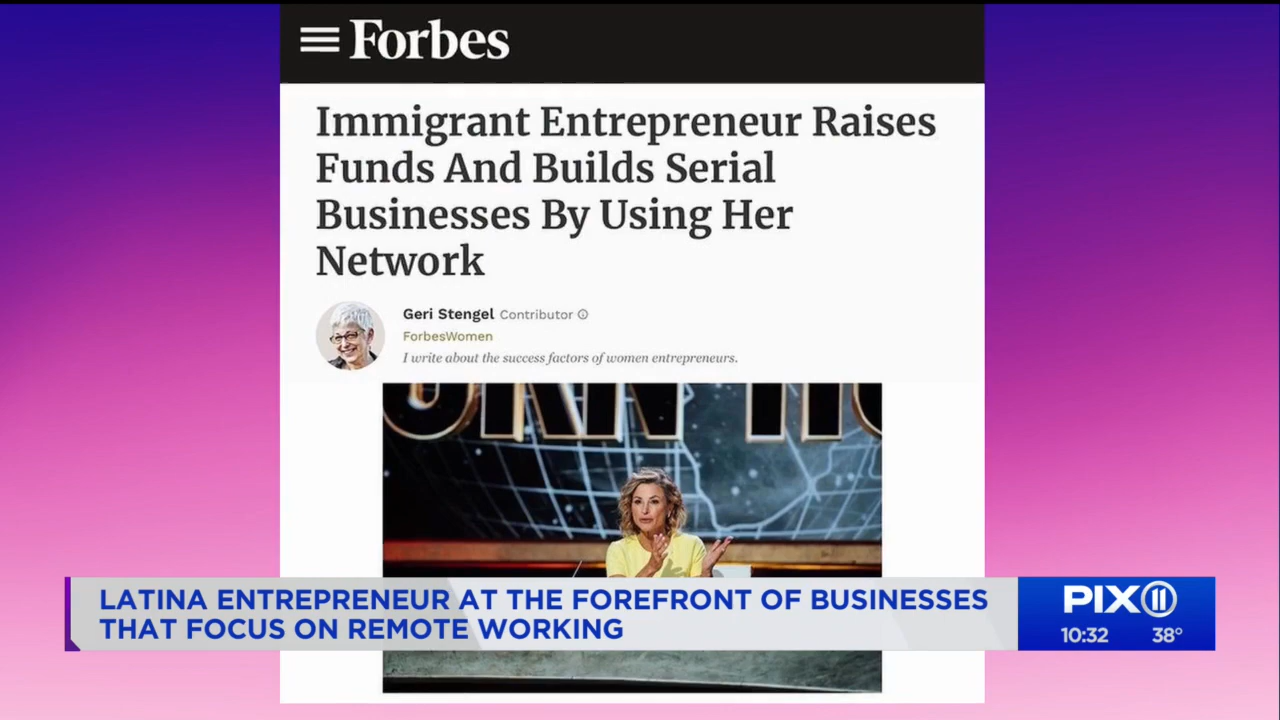 Forbes
Immigrant Entrepreneur Raises
Funds And Builds Serial
Businesses By Using Her
Network
Geri Stengel Contributor
ForbesWomen
I write about the success factors of women entrepreneurs.
LATINA ENTREPRENEUR AT THE FOREFRONT OF BUSINESSES
THAT FOCUS ON REMOTE WORKING
PIX11
10:32 38°